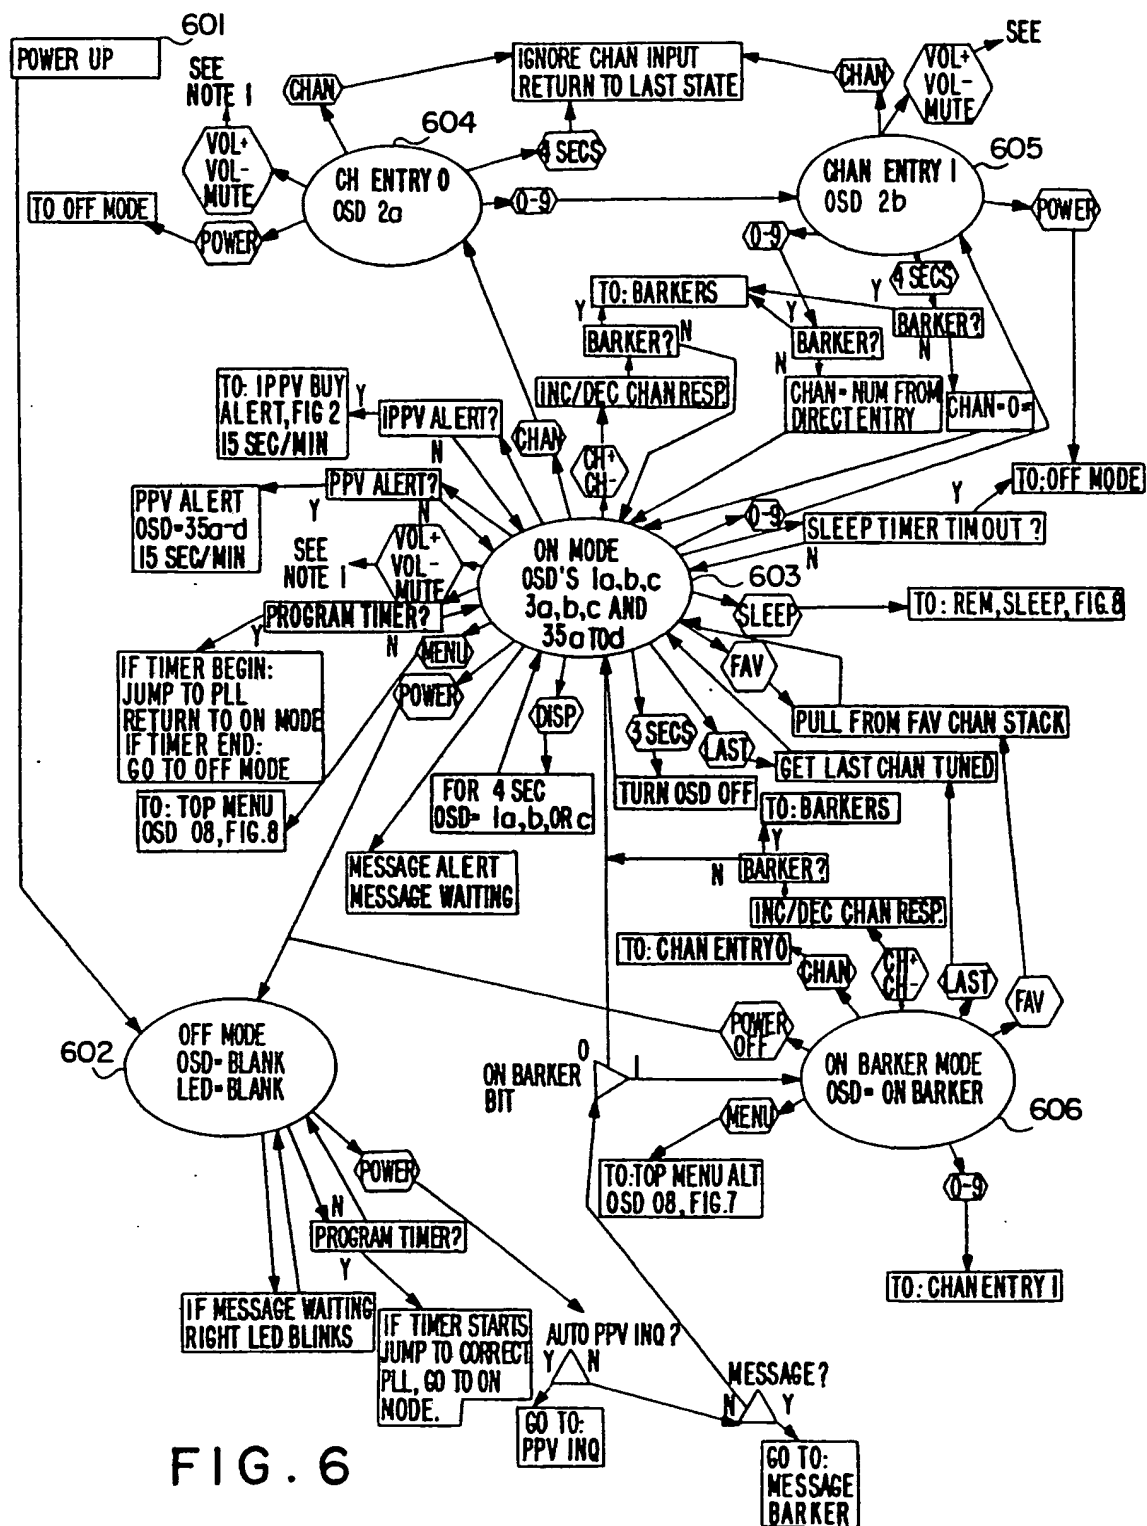 601
POWER UP
SEE
NOTE 1
CHAN
IGNORE CHAN INPUT
RETURN TO LAST STATE
CHAN
VOL+
VOL-
MUTE
SEE
604
VOL+
VOL-
MUTE
4 SECS
605
CH ENTRY 0
OSD 2a
CHAN ENTRY 1
OSD 2b
TO OFF MODE
POWER
0-9
POWER
0-9
4 SECS
TO: BARKERS
Y
Y
Y
BARKER?
N
BARKER?
BARKER?
N
N
TO: IPPV BUY
ALERT, FIG 2
15 SEC/MIN
Y
IPPV ALERT?
N
INC/DEC CHAN RESP.
CHAN=NUM FROM
DIRECT ENTRY
CHAN=0=
CHAN
CH+
CH-
PPV ALERT
OSD=35a-d
15 SEC/MIN
PPV ALERT?
Y
N
TO: OFF MODE
Y
0-9
SLEEP TIMER TIMOUT ?
N
SEE
NOTE 1
VOL+
VOL-
MUTE
ON MODE
OSD'S 1a,b,c
3a,b,c AND
35a TO d
603
PROGRAM TIMER?
Y
N
SLEEP
TO: REM, SLEEP, FIG.8
MENU
FAV
IF TIMER BEGIN:
JUMP TO PLL
RETURN TO ON MODE
IF TIMER END:
GO TO OFF MODE
POWER
DISP
3 SECS
LAST
PULL FROM FAV CHAN STACK
GET LAST CHAN TUNED
TO: TOP MENU
OSD 08, FIG.8
FOR 4 SEC
OSD= 1a,b,OR c
TURN OSD OFF
TO: BARKERS
Y
MESSAGE ALERT
MESSAGE WAITING
N
BARKER?
INC/DEC CHAN RESP.
TO: CHAN ENTRY 0
CHAN
CH+
CH-
LAST
FAV
602
OFF MODE
OSD=BLANK
LED=BLANK
POWER
OFF
0
1
ON BARKER
BIT
ON BARKER MODE
OSD= ON BARKER
606
MENU
POWER
TO:TOP MENU ALT
OSD 08, FIG.7
0-9
N
PROGRAM TIMER?
Y
TO: CHAN ENTRY 1
IF MESSAGE WAITING
RIGHT LED BLINKS
IF TIMER STARTS
JUMP TO CORRECT
PLL, GO TO ON
MODE.
AUTO PPV INQ ?
Y
N
MESSAGE?
N
Y
GO TO:
PPV INQ
GO TO:
MESSAGE
BARKER
FIG. 6